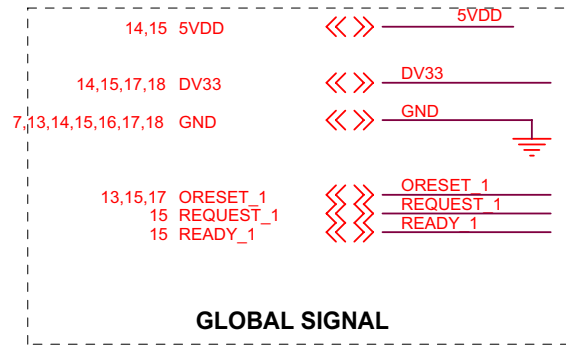 14,15 5VDD 5VDD
14,15,17,18 DV33 DV33
7,13,14,15,16,17,18 GND GND
13,15,17 ORESET_1 ORESET_1
15 REQUEST_1 REQUEST_1
15 READY_1 READY_1
GLOBAL SIGNAL